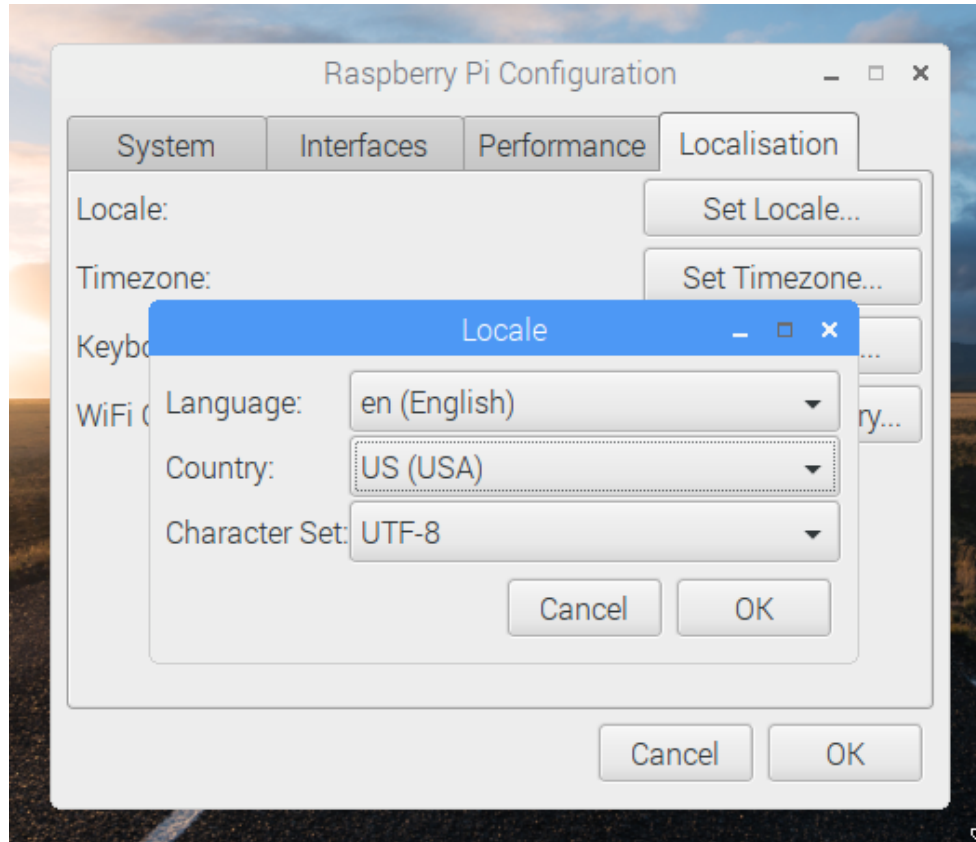 Raspberry Pi Configuration
System Interfaces Performance Localisation
Locale: Set Locale...
Timezone: Set Timezone...
Locale
Language: en (English)
Country: US (USA)
Character Set: UTF-8
Cancel OK
WiFi
Cancel OK